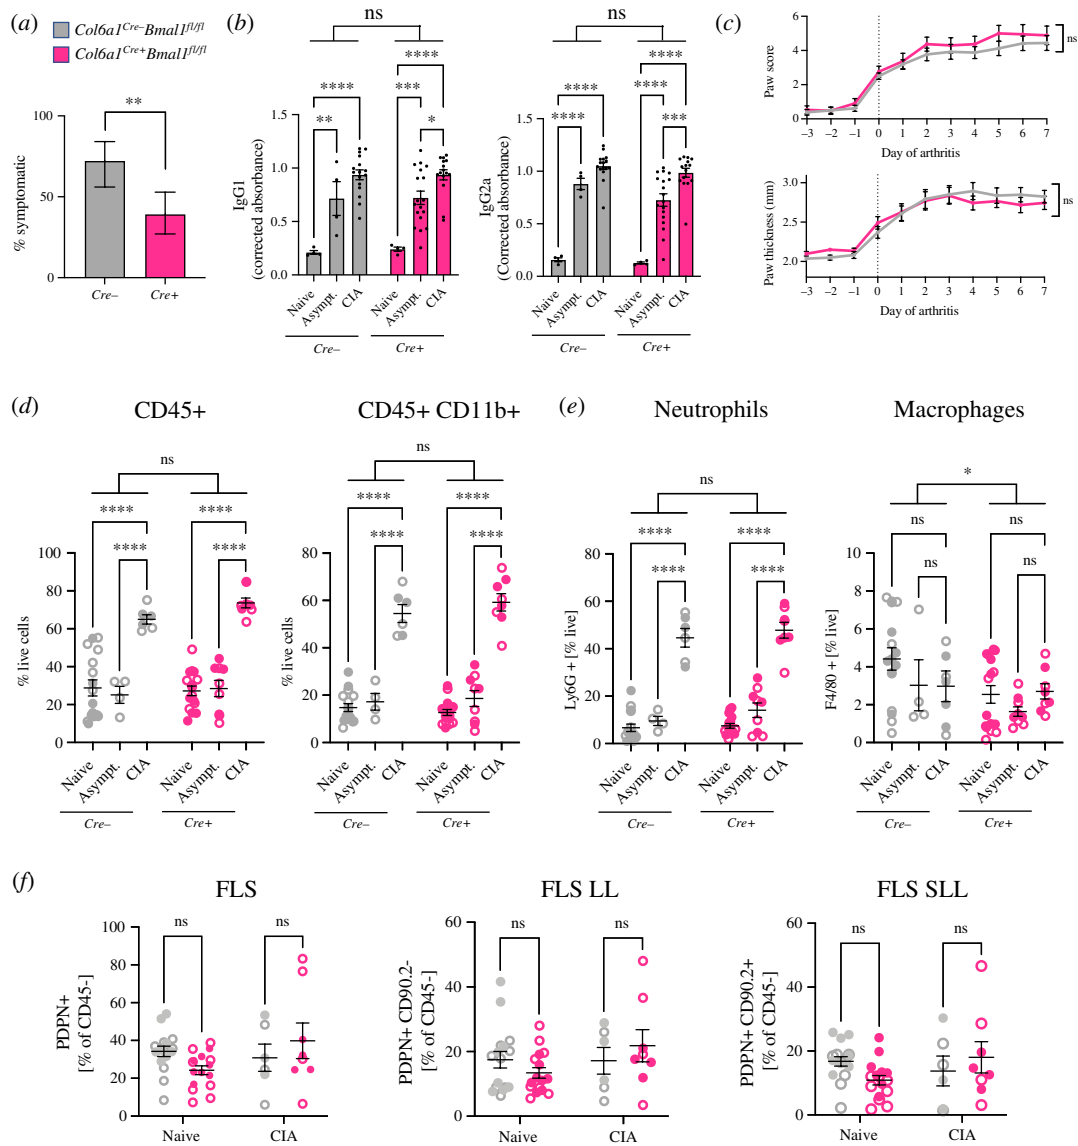 (a)
Col6a1Cre–Bmal1fl/fl
Col6a1Cre+Bmal1fl/fl
**
% symptomatic
100
80
60
40
20
0
Cre–
Cre+
(b)
ns
****
****
***
**
*
IgG1
(corrected absorbance)
1.5
1.0
0.5
0
Naive
Asympt.
CIA
Naive
Asympt.
CIA
Cre–
Cre+
ns
****
****
****
****
***
IgG2a
(Corrected absorbance)
1.5
1.0
0.5
0
Naive
Asympt.
CIA
Naive
Asympt.
CIA
Cre–
Cre+
(c)
Paw score
6
4
2
0
ns
–3 –2 –1 0 1 2 3 4 5 6 7
Day of arthritis
Paw thickness (mm)
3.0
2.5
2.0
ns
–3 –2 –1 0 1 2 3 4 5 6 7
Day of arthritis
(d)
CD45+
ns
****
****
****
****
% live cells
100
80
60
40
20
0
Naive
Asympt.
CIA
Naive
Asympt.
CIA
Cre–
Cre+
CD45+ CD11b+
ns
****
****
****
****
% live cells
80
60
40
20
0
Naive
Asympt.
CIA
Naive
Asympt.
CIA
Cre–
Cre+
(e)
Neutrophils
ns
****
****
****
****
Ly6G + [% live]
80
60
40
20
0
Naive
Asympt.
CIA
Naive
Asympt.
CIA
Cre–
Cre+
Macrophages
*
ns
ns
ns
ns
F4/80 + [% live]
10
8
6
4
2
0
Naive
Asympt.
CIA
Naive
Asympt.
CIA
Cre–
Cre+
(f)
FLS
ns
ns
PDPN+
[% of CD45-]
100
80
60
40
20
0
Naive
CIA
FLS LL
ns
ns
PDPN+ CD90.2-
[% of CD45-]
60
40
20
0
Naive
CIA
FLS SLL
ns
ns
PDPN+ CD90.2+
[% of CD45-]
60
40
20
0
Naive
CIA